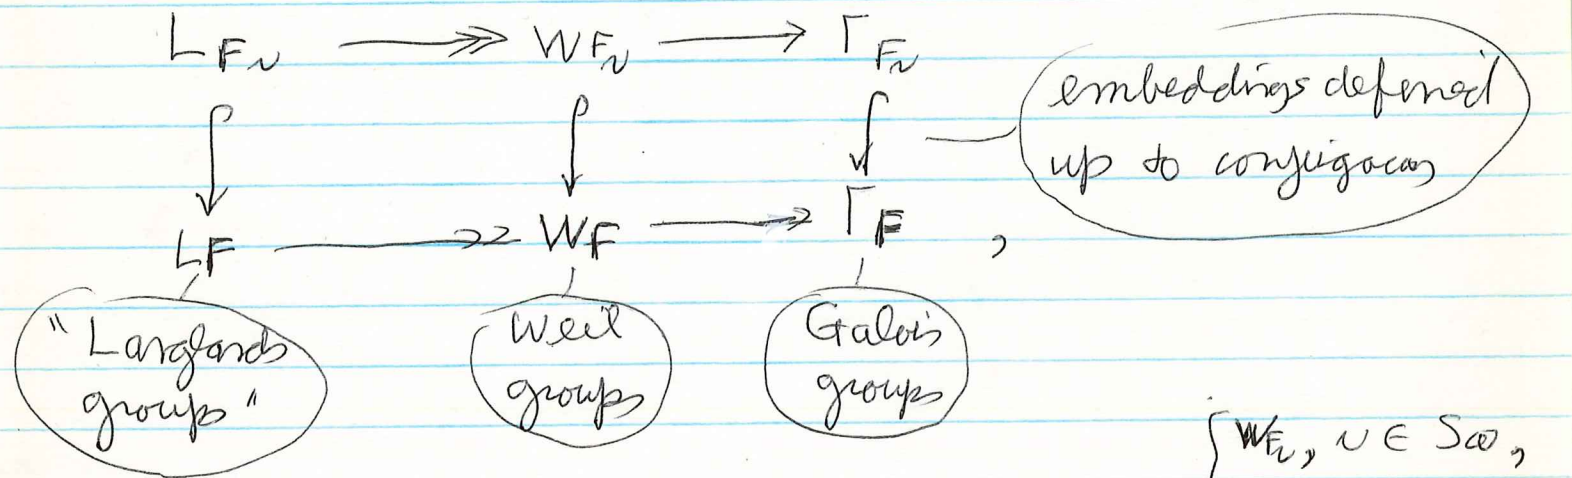 L_{F_v} ↠ W_{F_v} → Γ_{F_v}
embeddings defined
up to conjugacy
L_F ↠ W_F ↠ Γ_F ,
"Langlands
groups"
Weil
groups
Galois
groups
{ W_{F_v}, v ∈ S_∞,